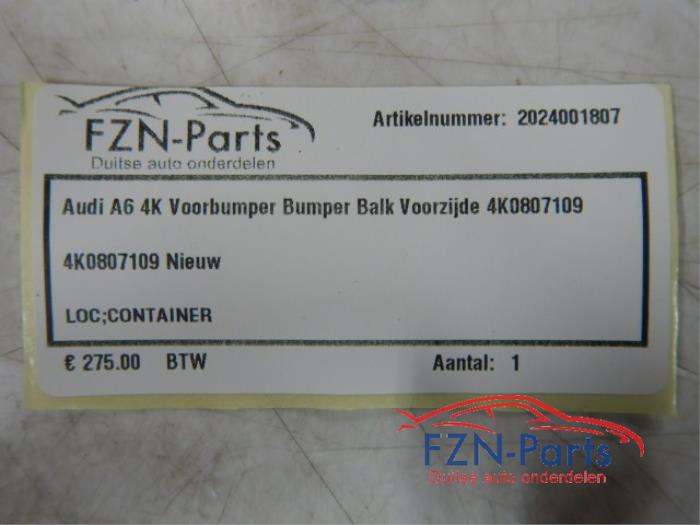 FZN-Parts
Duitse auto onderdelen
Artikelnummer: 2024001807
Audi A6 4K Voorbumper Bumper Balk Voorzijde 4K0807109
4K0807109 Nieuw
LOC;CONTAINER
€ 275.00 BTW
Aantal: 1
FZN-Parts
Duitse auto onderdelen